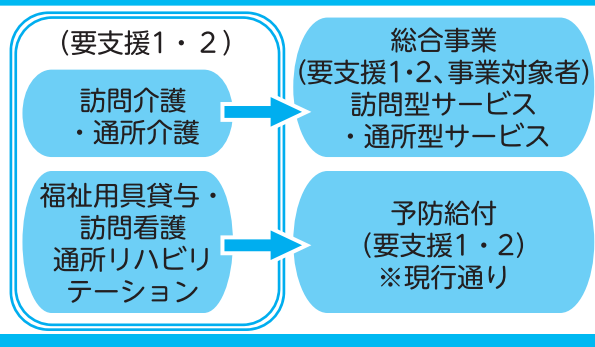 (要支援1・2)
訪問介護
・通所介護
福祉用具貸与・
訪問看護
通所リハビリ
テーション
総合事業
(要支援1・2、事業対象者)
訪問型サービス
・通所型サービス
予防給付
(要支援1・2)
※現行通り